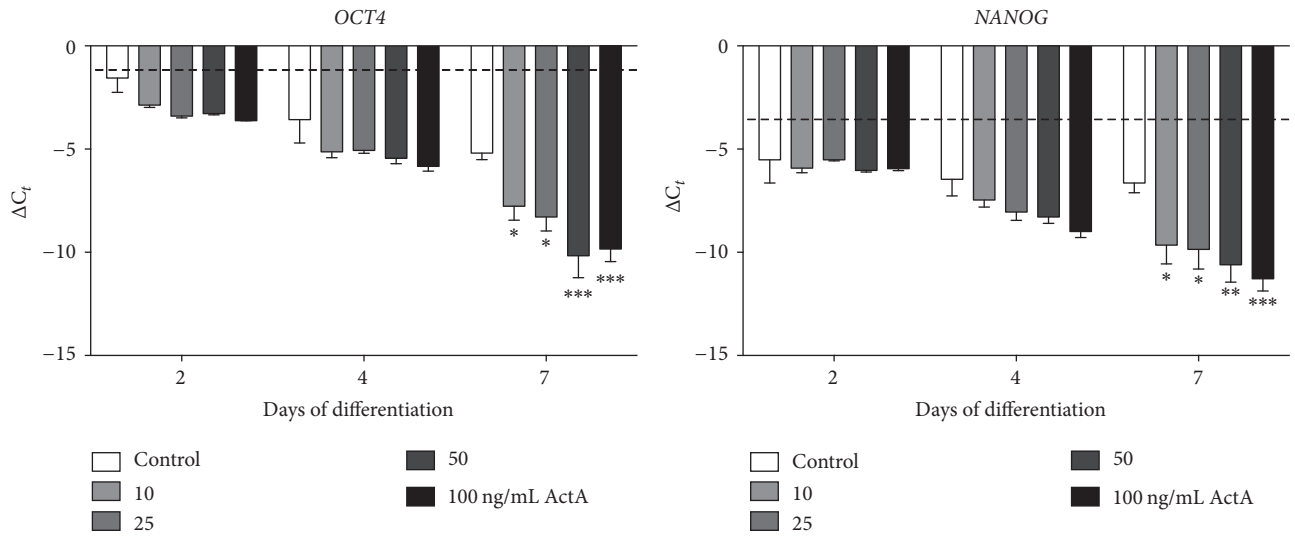 OCT4
0
−5
−10
−15
ΔCt
* * *** ***
2 4 7
Days of differentiation
Control
10
25
50
100 ng/mL ActA
NANOG
0
−5
−10
−15
ΔCt
* * ** ***
2 4 7
Days of differentiation
Control
10
25
50
100 ng/mL ActA